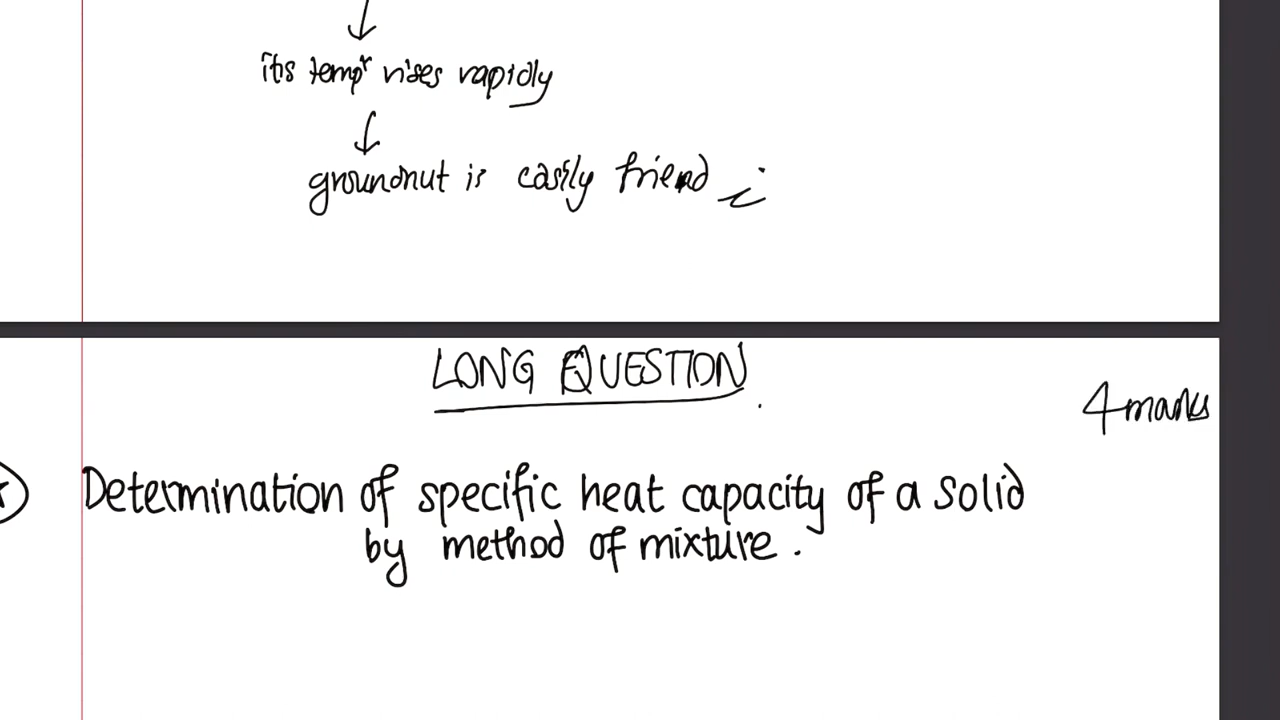 its tempr rises rapidly
groundnut is easily friend
LONG QUESTION
4 marks
Determination of specific heat capacity of a solid
by method of mixture.